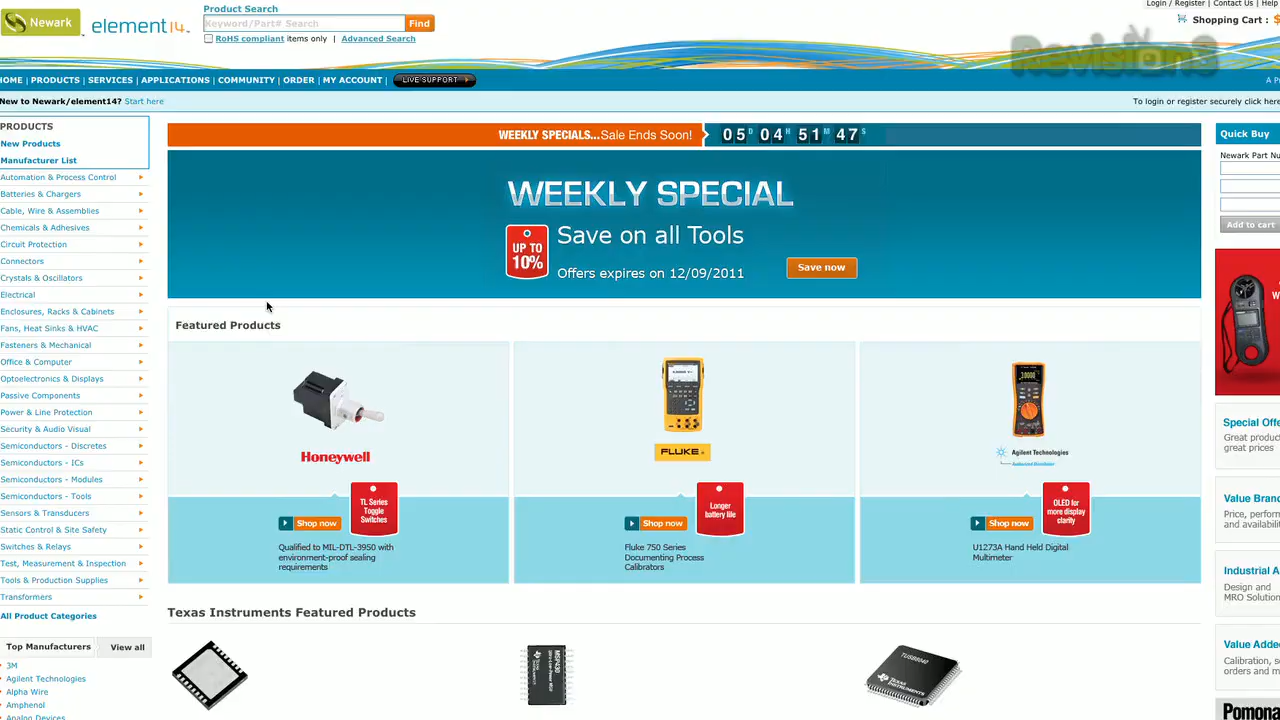 Login / Register | Contact Us | Help
Newark
element14
Product Search
Keyword/Part# Search
Find
Shopping Cart :
RoHS compliant items only | Advanced Search
Revision3
HOME | PRODUCTS | SERVICES | APPLICATIONS | COMMUNITY | ORDER | MY ACCOUNT |
LIVE SUPPORT
New to Newark/element14? Start here
To login or register securely click here
PRODUCTS
New Products
Manufacturer List
Automation & Process Control
Batteries & Chargers
Cable, Wire & Assemblies
Chemicals & Adhesives
Circuit Protection
Connectors
Crystals & Oscillators
Electrical
Enclosures, Racks & Cabinets
Fans, Heat Sinks & HVAC
Fasteners & Mechanical
Office & Computer
Optoelectronics & Displays
Passive Components
Power & Line Protection
Security & Audio Visual
Semiconductors - Discretes
Semiconductors - ICs
Semiconductors - Modules
Semiconductors - Tools
Sensors & Transducers
Static Control & Site Safety
Switches & Relays
Test, Measurement & Inspection
Tools & Production Supplies
Transformers
All Product Categories
Top Manufacturers
View all
3M
Agilent Technologies
Alpha Wire
Amphenol
Analog Devices
WEEKLY SPECIALS...Sale Ends Soon!
05 D 04 H 51 M 47 S
WEEKLY SPECIAL
UP TO
10%
Save on all Tools
Offers expires on 12/09/2011
Save now
Featured Products
Honeywell
Shop now
TL Series
Toggle
Switches
Qualified to MIL-DTL-3950 with
environment-proof sealing
requirements
FLUKE
Shop now
Longer
battery life
Fluke 750 Series
Documenting Process
Calibrators
Agilent Technologies
Shop now
OLED for
more display
clarity
U1273A Hand Held Digital
Multimeter
Texas Instruments Featured Products
MSP430
TUSB8040
TEXAS
INSTRUMENTS
Quick Buy
Newark Part Nu
Add to cart
W
Special Offe
Great produc
great prices
Value Bran
Price, perform
and availabili
Industrial A
Design and
MRO Solution
Value Adde
Calibration, s
orders and m
Pomona